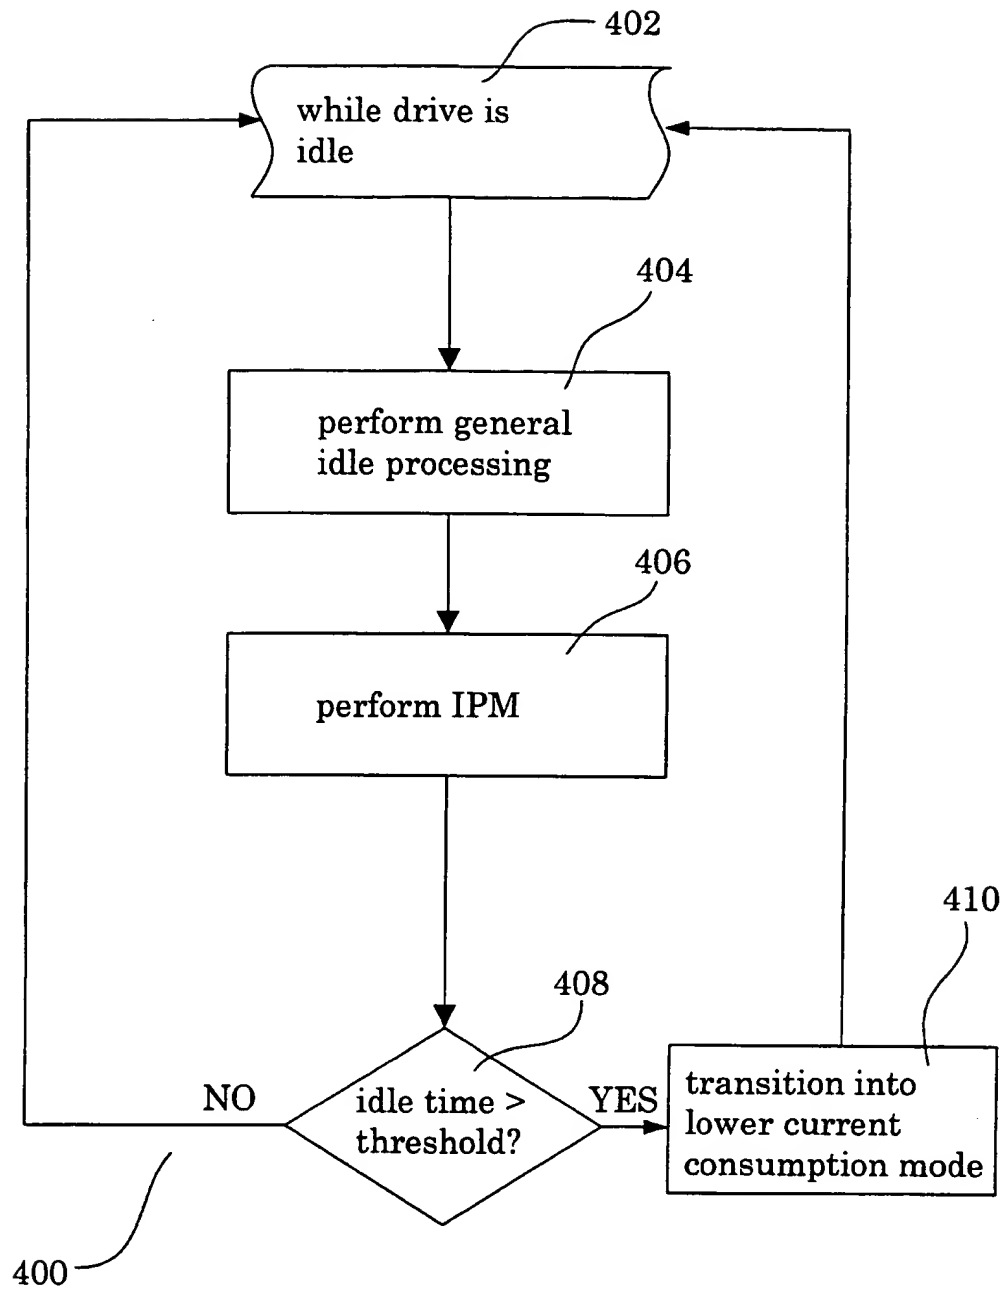 402
while drive is
idle
404
perform general
idle processing
406
perform IPM
410
408
NO
idle time >
threshold?
YES
transition into
lower current
consumption mode
400